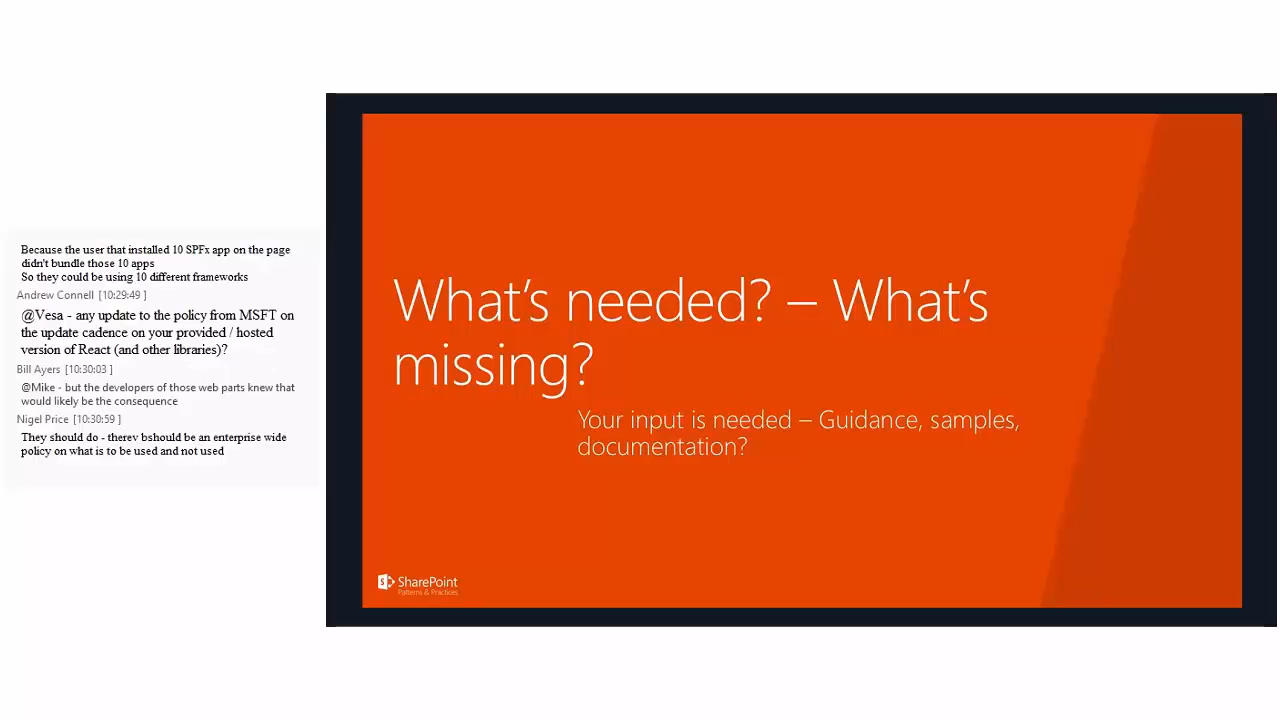 Because the user that installed 10 SPFx app on the page
didn't bundle those 10 apps
So they could be using 10 different frameworks
Andrew Connell [10:29:49 ]
@Vesa - any update to the policy from MSFT on
the update cadence on your provided / hosted
version of React (and other libraries)?
Bill Ayers [10:30:03 ]
@Mike - but the developers of those web parts knew that
would likely be the consequence
Nigel Price [10:30:59 ]
They should do - therev bshould be an enterprise wide
policy on what is to be used and not used
What's needed? – What's
missing?
Your input is needed – Guidance, samples,
documentation?
SharePoint
Patterns & Practices